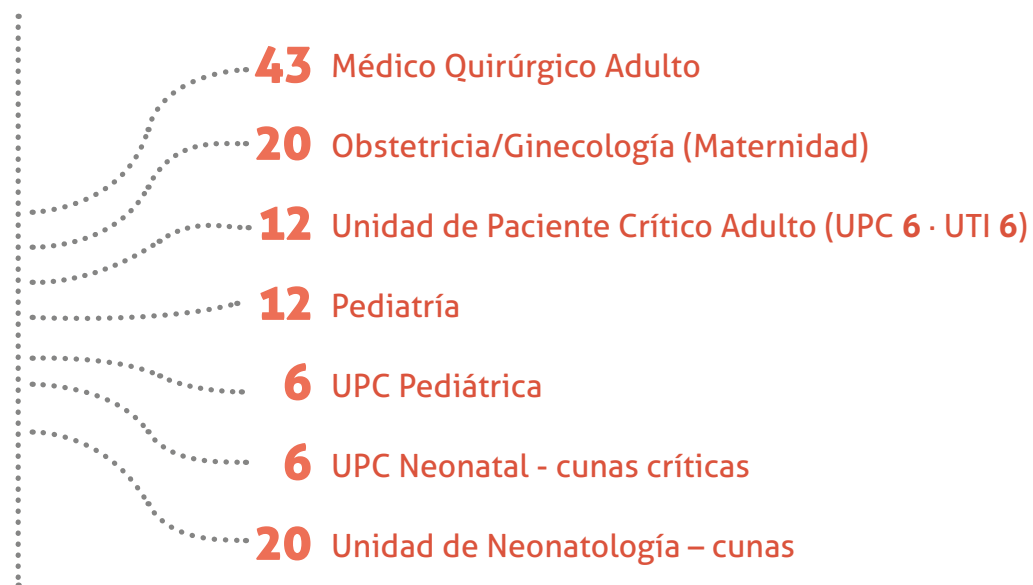 43 Médico Quirúrgico Adulto
20 Obstetricia/Ginecología (Maternidad)
12 Unidad de Paciente Crítico Adulto (UPC 6 · UTI 6)
12 Pediatría
6 UPC Pediátrica
6 UPC Neonatal - cunas críticas
20 Unidad de Neonatología – cunas